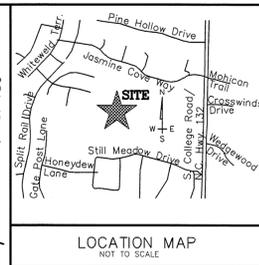 Pine Hollow Drive
Whiteweld Terr.
Jasmine Cove Way
Mohican
Trail
SITE
N
W
E
S
Crosswinds
Drive
S. College Road/
N.C. Hwy 132
Wedgewood
Drive
Split Rail Drive
Gate Post Lane
Still Meadow Drive
Honeydew
Lane
LOCATION MAP
NOT TO SCALE